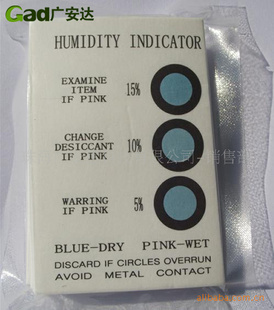 Gad广安达
HUMIDITY INDICATOR
EXAMINE
ITEM
IF PINK
15%
CHANGE
DESICCANT
IF PINK
10%
WARRING
IF PINK
5%
BLUE-DRY PINK-WET
DISCARD IF CIRCLES OVERRUN
AVOID METAL CONTACT